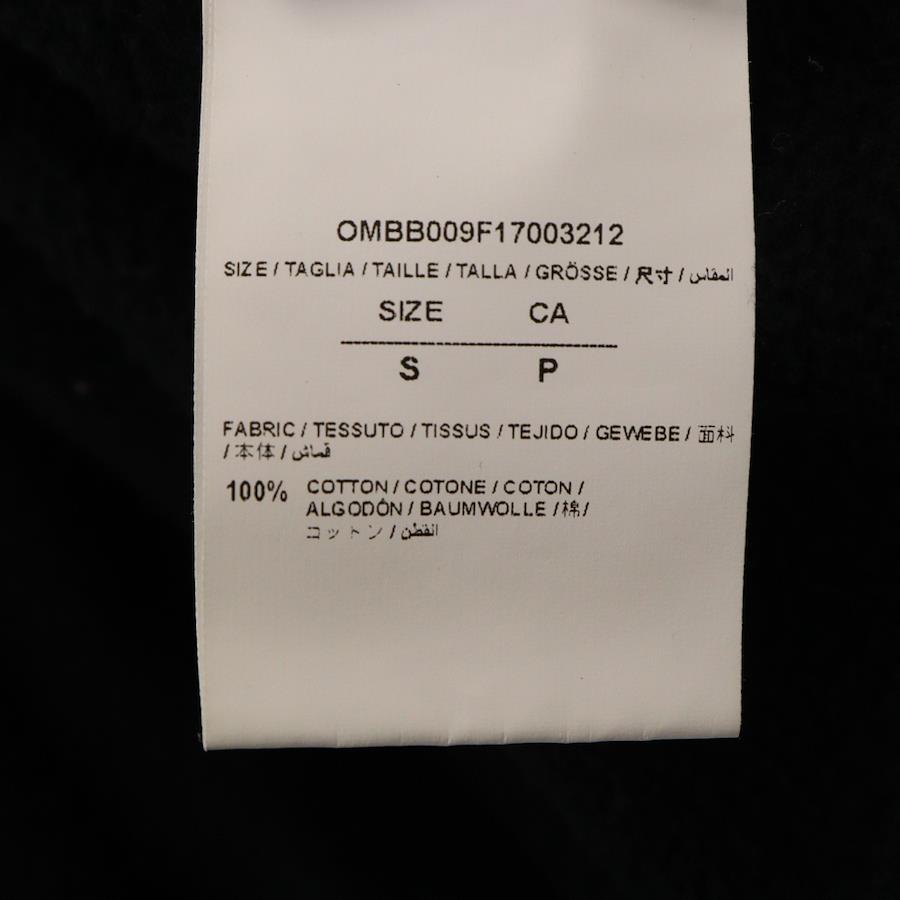 OMBB009F17003212
SIZE / TAGLIA / TAILLE / TALLA / GRÖSSE / 尺寸 / المقاس
SIZE CA
S P
FABRIC / TESSUTO / TISSUS / TEJIDO / GEWEBE / 面料
/ 本体 / قماش
100% COTTON / COTONE / COTON /
ALGODÓN / BAUMWOLLE / 棉 /
コットン / القطن